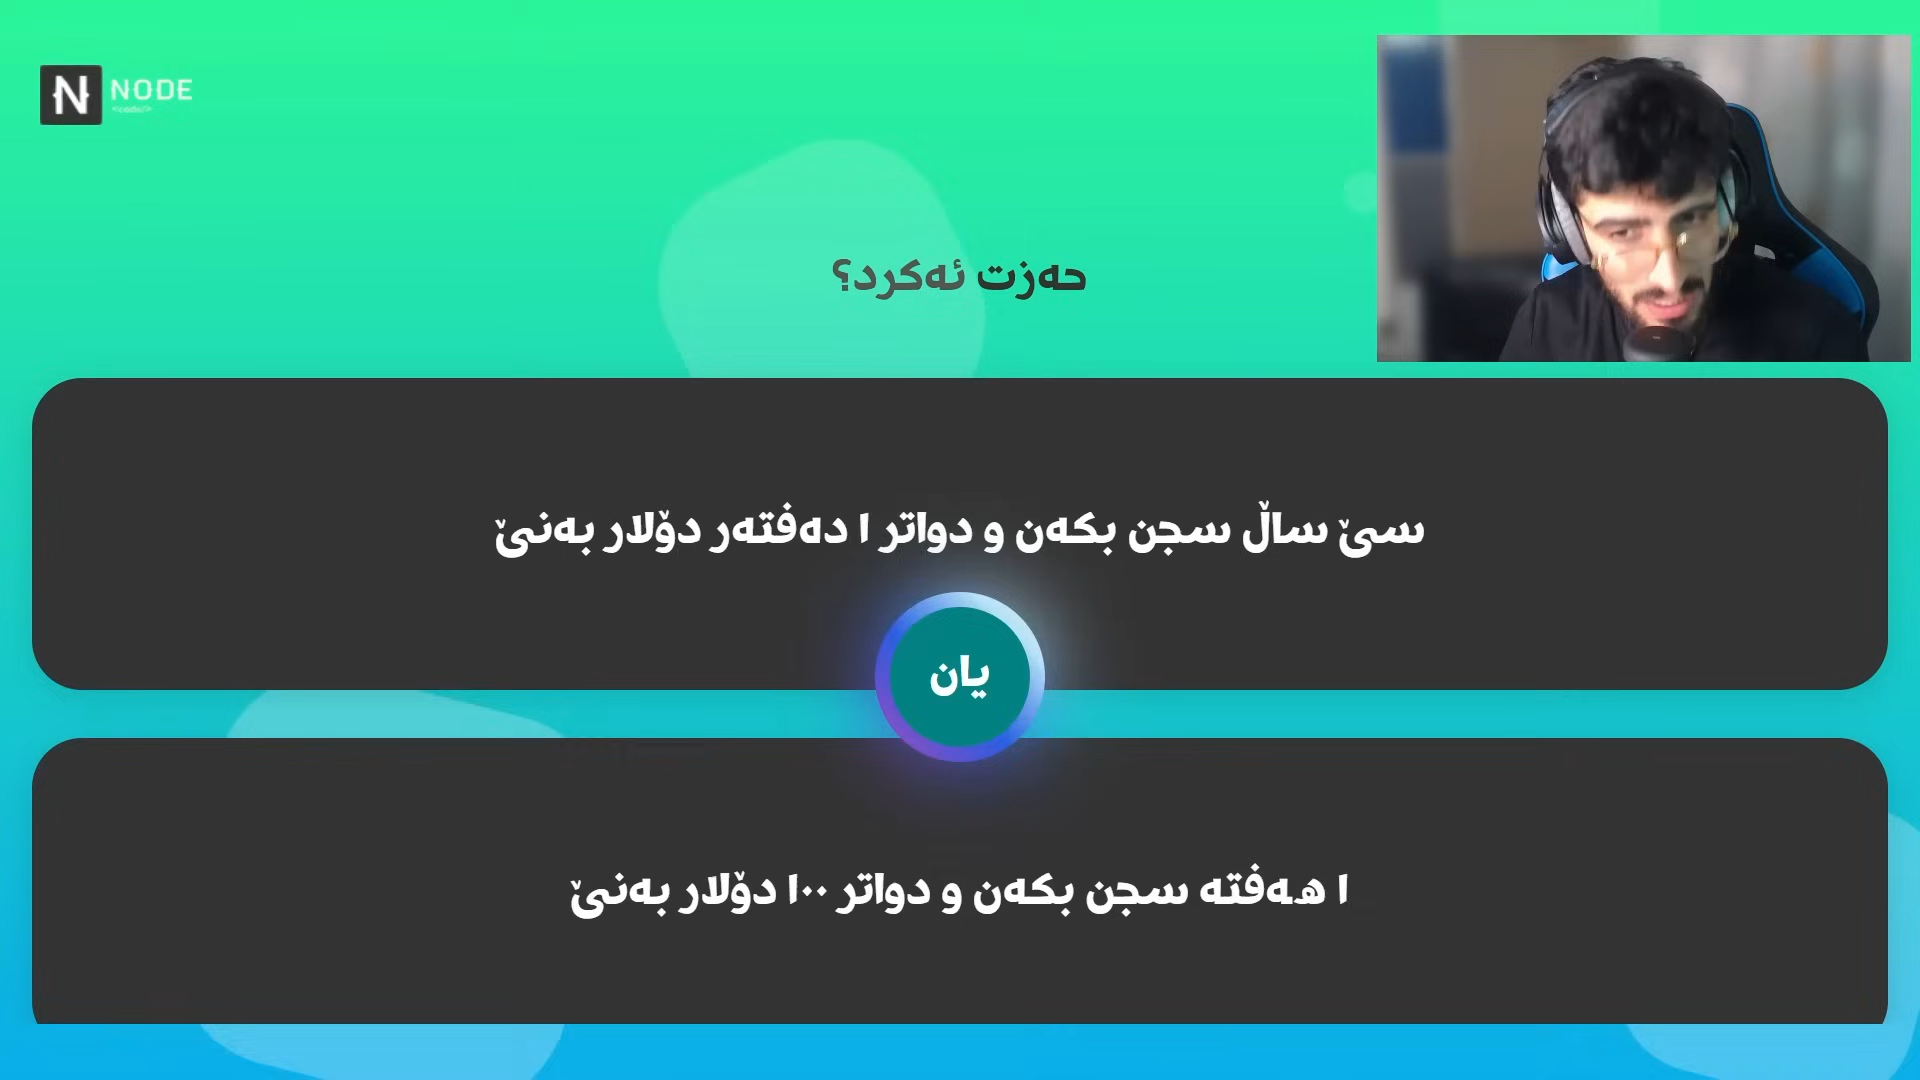 NODE
<code/>
حەزت ئەکرد؟
سێ ساڵ سجن بکەن و دواتر ١ دەفتەر دۆلار بەنێ
یان
١ هەفتە سجن بکەن و دواتر ١٠٠ دۆلار بەنێ